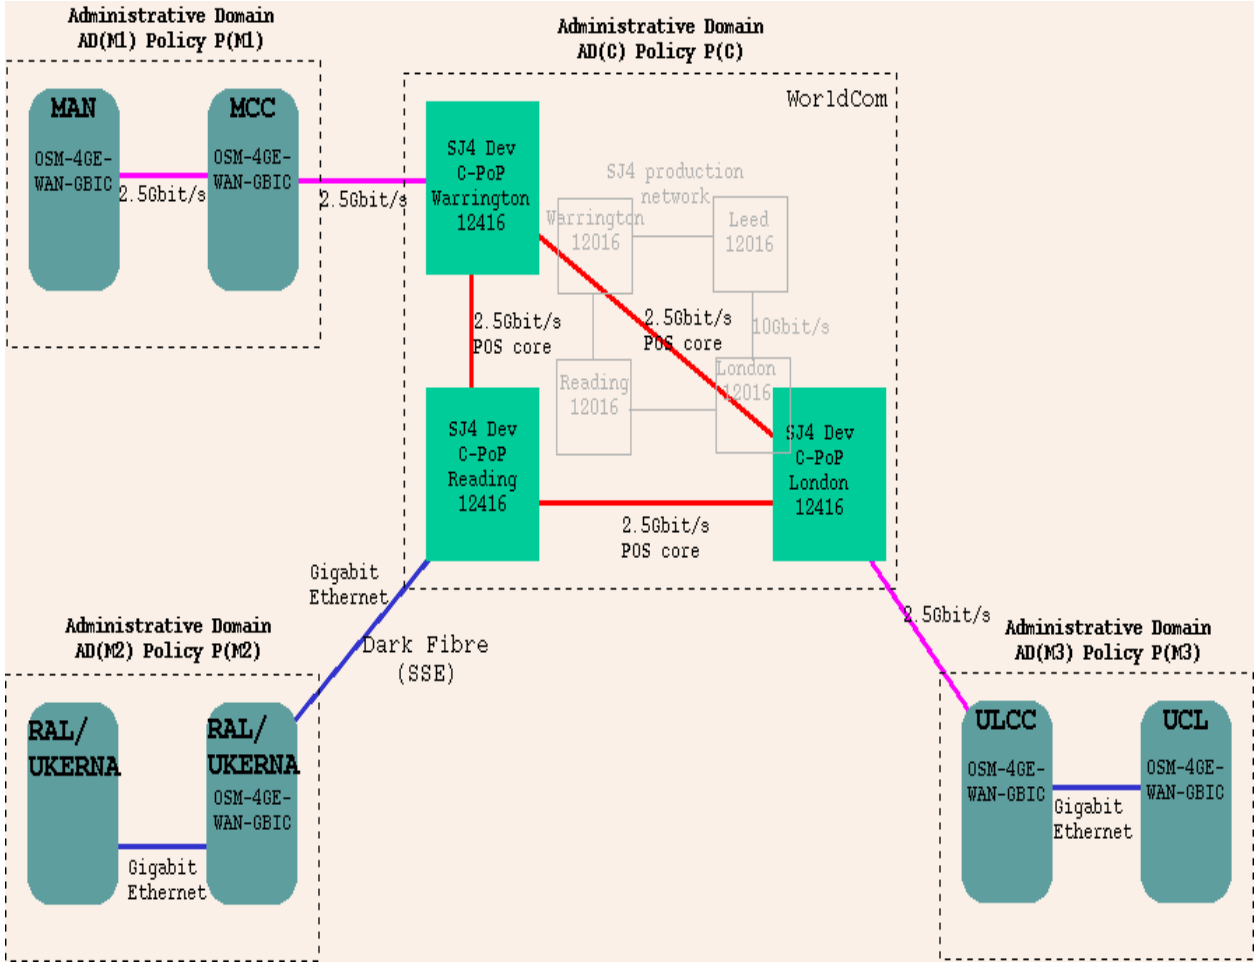 Administrative Domain
AD(M1) Policy P(M1)
MAN
OSM-4GE-
WAN-GBIC
2.5Gbit/s
MCC
OSM-4GE-
WAN-GBIC
2.5Gbit/s
Administrative Domain
AD(C) Policy P(C)
WorldCom
SJ4 Dev
C-PoP
Warrington
12416
SJ4 production
network
Warrington
12016
Leed
12016
2.5Gbit/s
POS core
2.5Gbit/s
POS core
10Gbit/s
Reading
12016
London
12016
SJ4 Dev
C-PoP
Reading
12416
SJ4 Dev
C-PoP
London
12416
2.5Gbit/s
POS core
Gigabit
Ethernet
Dark Fibre
(SSE)
2.5Gbit/s
Administrative Domain
AD(M2) Policy P(M2)
RAL/
UKERNA
RAL/
UKERNA
OSM-4GE-
WAN-GBIC
Gigabit
Ethernet
Administrative Domain
AD(M3) Policy P(M3)
ULCC
OSM-4GE-
WAN-GBIC
Gigabit
Ethernet
UCL
OSM-4GE-
WAN-GBIC